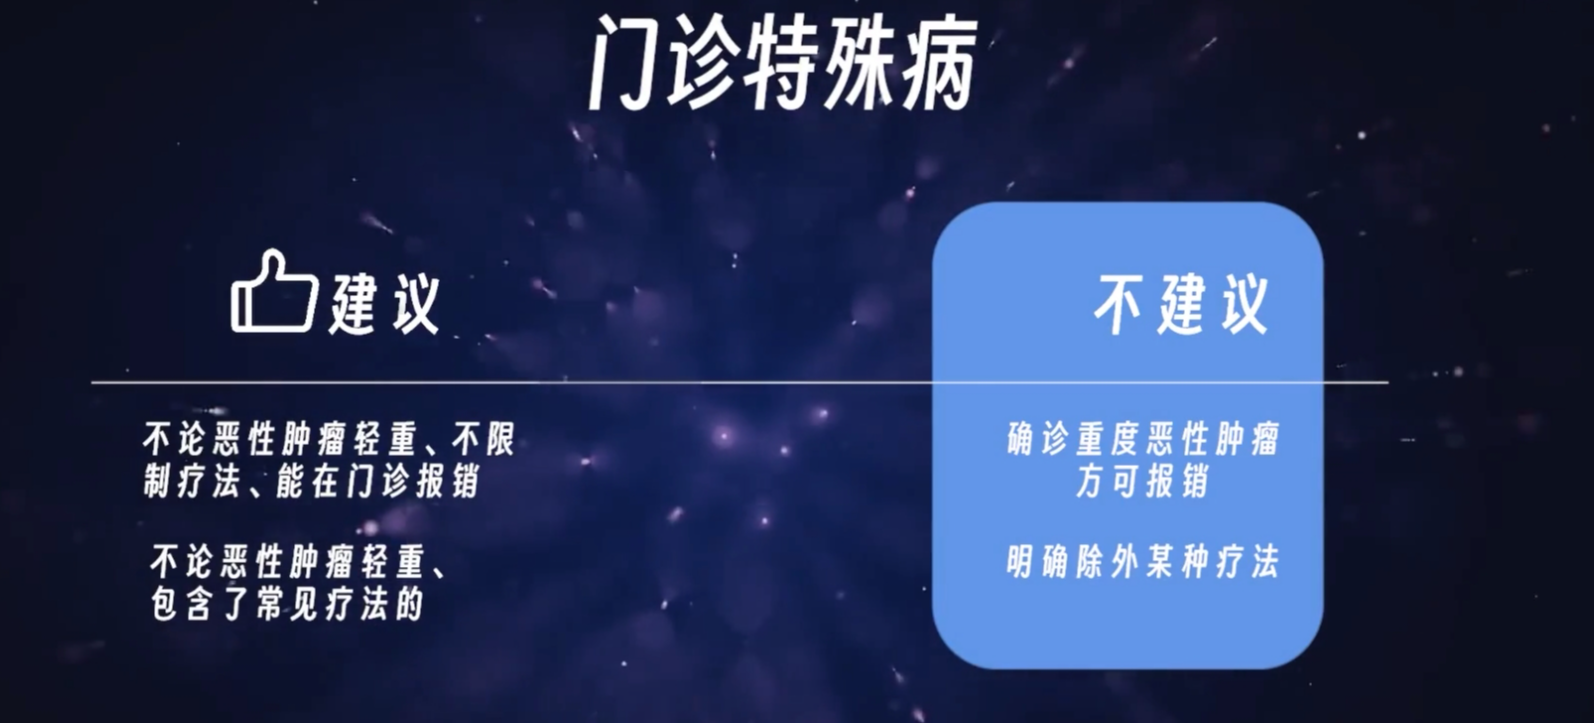 门诊特殊病
建议
不建议
不论恶性肿瘤轻重、不限
制疗法、能在门诊报销
不论恶性肿瘤轻重、
包含了常见疗法的
确诊重度恶性肿瘤
方可报销
明确除外某种疗法